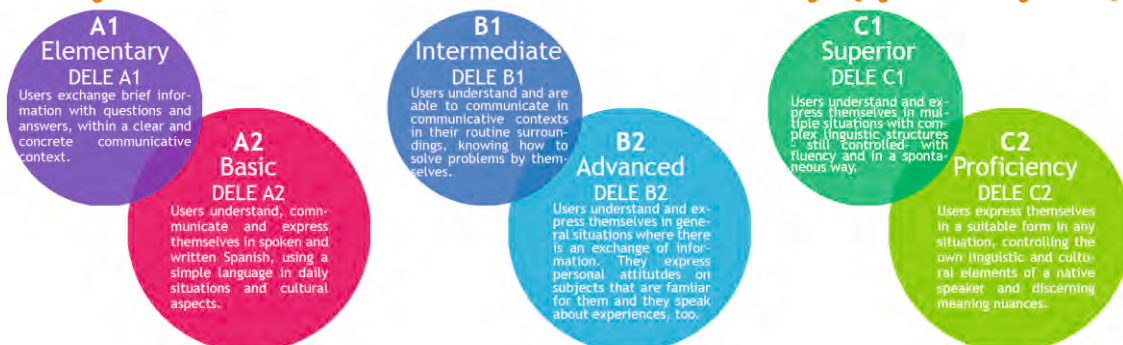 A1
Elementary
DELE A1
Users exchange brief infor-
mation with questions and
answers, within a clear and
concrete communicative
context.
A2
Basic
DELE A2
Users understand, comn-
municate and express
themselves in spoken and
written Spanish, using a
simple language in daily
situations and cultural
aspects.
B1
Intermediate
DELE B1
Users understand and are
able to communicate in
communicative contexts
in their routine surroun-
dings, knowing how to
solve problems by them-
selves.
B2
Advanced
DELE B2
Users understand and ex-
press themselves in gene-
ral situations where there
is an exchange of infor-
mation. They express
personal attitutdes on
subjects that are famliar
for them and they speak
about experiences, too.
C1
Superior
DELE C1
Users understand and ex-
press themselves in mul-
tiple situations with com-
plex linguistic structures
- still controlled- with
fluency and in a sponta-
neous way.
C2
Proficiency
DELE C2
Users express themselves
in a suitable form in any
situation, controlling the
own linguistic and cultu-
ral elements of a native
speaker and discerning
meaning nuances.